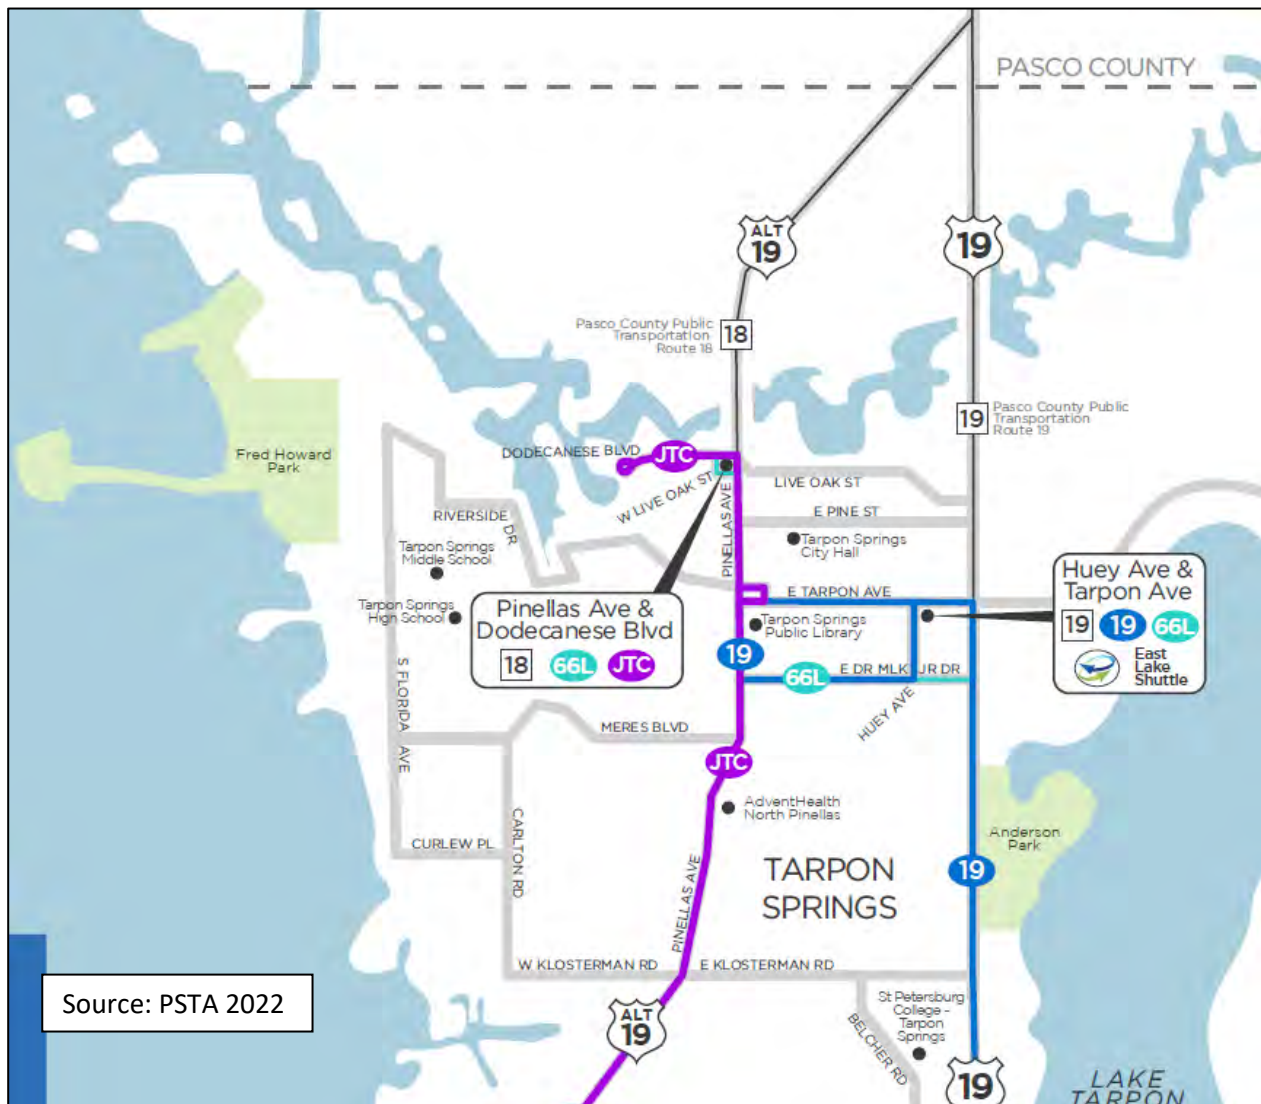 PASCO COUNTY
ALT
19
19
Pasco County Public
Transportation
Route 18
18
19
Pasco County Public
Transportation
Route 19
Fred Howard
Park
DODECANESE BLVD
JTC
W LIVE OAK ST
PINELLAS AVE
LIVE OAK ST
E PINE ST
RIVERSIDE DR
Tarpon Springs
City Hall
Tarpon Springs
Middle School
Tarpon Springs
High School
Pinellas Ave &
Dodecanese Blvd
18 66L JTC
E TARPON AVE
Huey Ave &
Tarpon Ave
19 19 66L
East
Lake
Shuttle
Tarpon Springs
Public Library
19
66L
E DR MLK JR DR
HUEY AVE
S FLORIDA AVE
MERES BLVD
JTC
AdventHealth
North Pinellas
CURLEW PL
CARLTON RD
PINELLAS AVE
TARPON
SPRINGS
19
Anderson
Park
W KLOSTERMAN RD
E KLOSTERMAN RD
Source: PSTA 2022
ALT
19
BELCHER RD
St Petersburg
College -
Tarpon
Springs
19
LAKE
TARPON